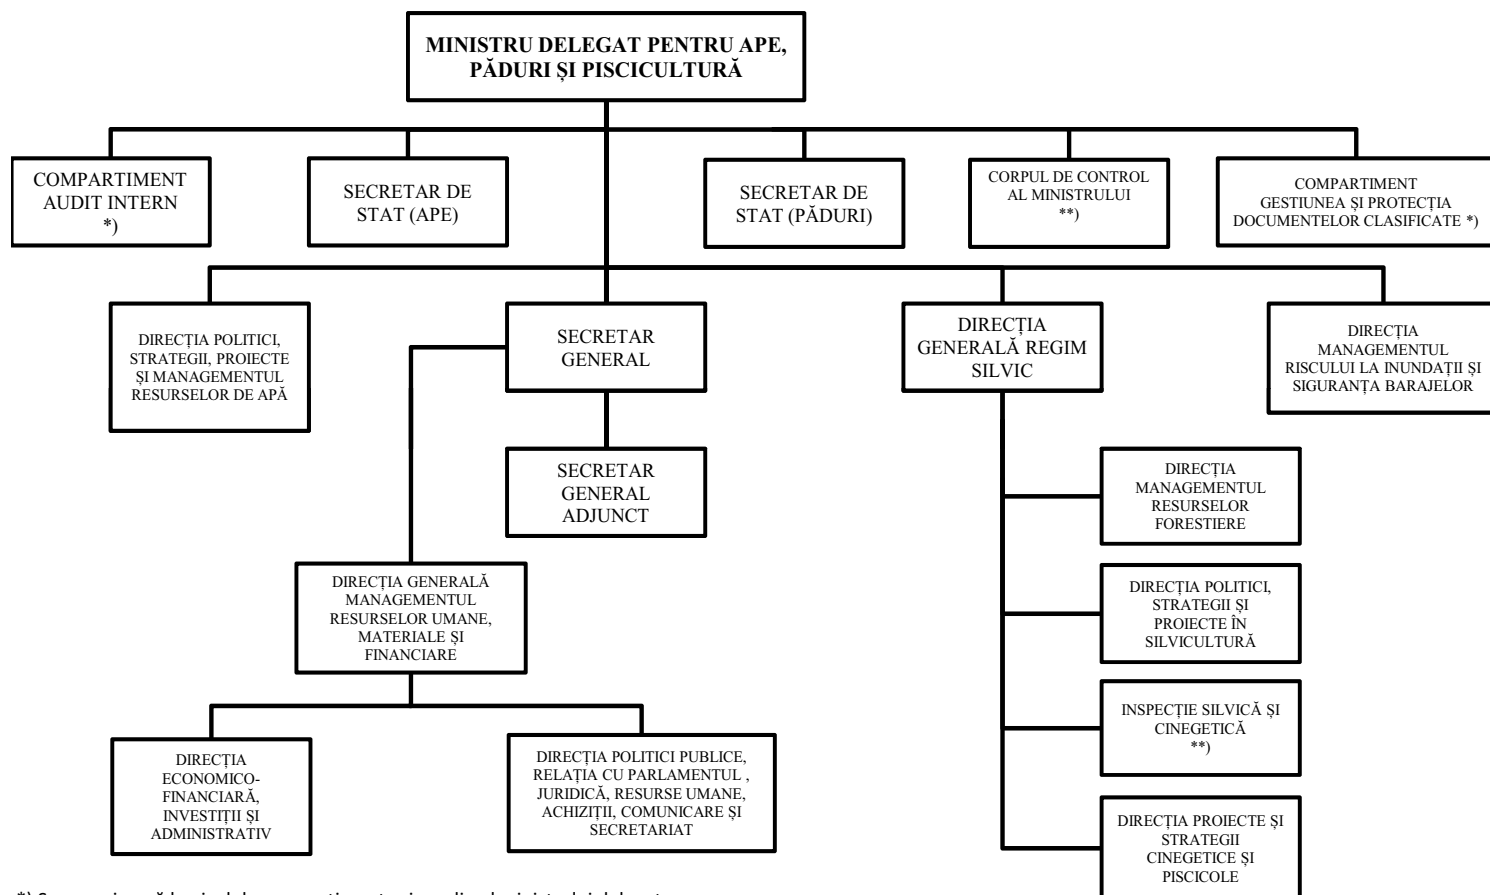 MINISTRU DELEGAT PENTRU APE,
PĂDURI ȘI PISCICULTURĂ
COMPARTIMENT
AUDIT INTERN
*)
SECRETAR DE
STAT (APE)
SECRETAR DE
STAT (PĂDURI)
CORPUL DE CONTROL
AL MINISTRULUI
**)
COMPARTIMENT
GESTIUNEA ȘI PROTECȚIA
DOCUMENTELOR CLASIFICATE *)
DIRECȚIA POLITICI,
STRATEGII, PROIECTE
ȘI MANAGEMENTUL
RESURSELOR DE APĂ
SECRETAR
GENERAL
DIRECȚIA
GENERALĂ REGIM
SILVIC
DIRECȚIA
MANAGEMENTUL
RISCULUI LA INUNDAȚII ȘI
SIGURANȚA BARAJELOR
SECRETAR
GENERAL
ADJUNCT
DIRECȚIA
MANAGEMENTUL
RESURSELOR
FORESTIERE
DIRECȚIA GENERALĂ
MANAGEMENTUL
RESURSELOR UMANE,
MATERIALE ȘI
FINANCIARE
DIRECȚIA POLITICI,
STRATEGII ȘI
PROIECTE ÎN
SILVICULTURĂ
INSPECȚIE SILVICĂ ȘI
CINEGETICĂ
**)
DIRECȚIA
ECONOMICO-
FINANCIARĂ,
INVESTIȚII ȘI
ADMINISTRATIV
DIRECȚIA POLITICI PUBLICE,
RELAȚIA CU PARLAMENTUL ,
JURIDICĂ, RESURSE UMANE,
ACHIZIȚII, COMUNICARE ȘI
SECRETARIAT
DIRECȚIA PROIECTE ȘI
STRATEGII
CINEGETICE ȘI
PISCICOLE